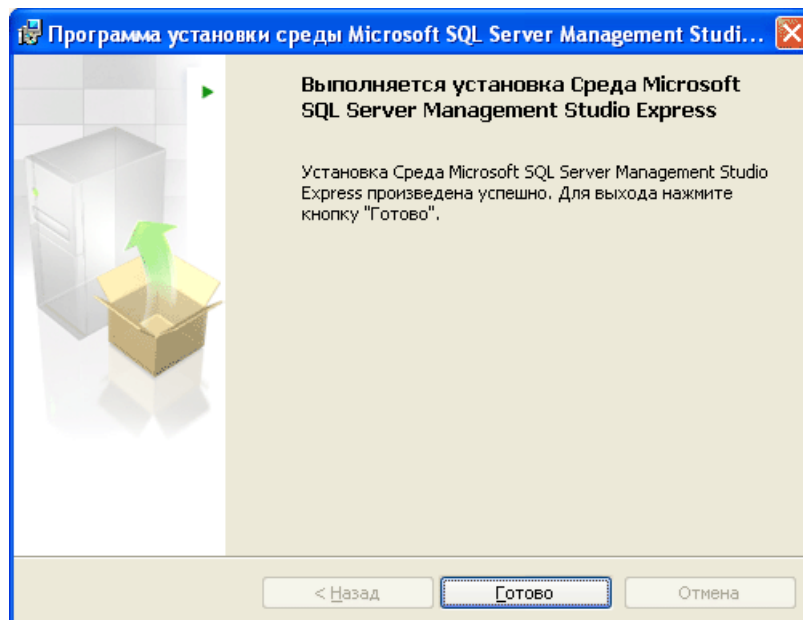 Программа установки среды Microsoft SQL Server Management Studi...
Выполняется установка Среда Microsoft
SQL Server Management Studio Express
Установка Среда Microsoft SQL Server Management Studio
Express произведена успешно. Для выхода нажмите
кнопку "Готово".
< Назад
Готово
Отмена